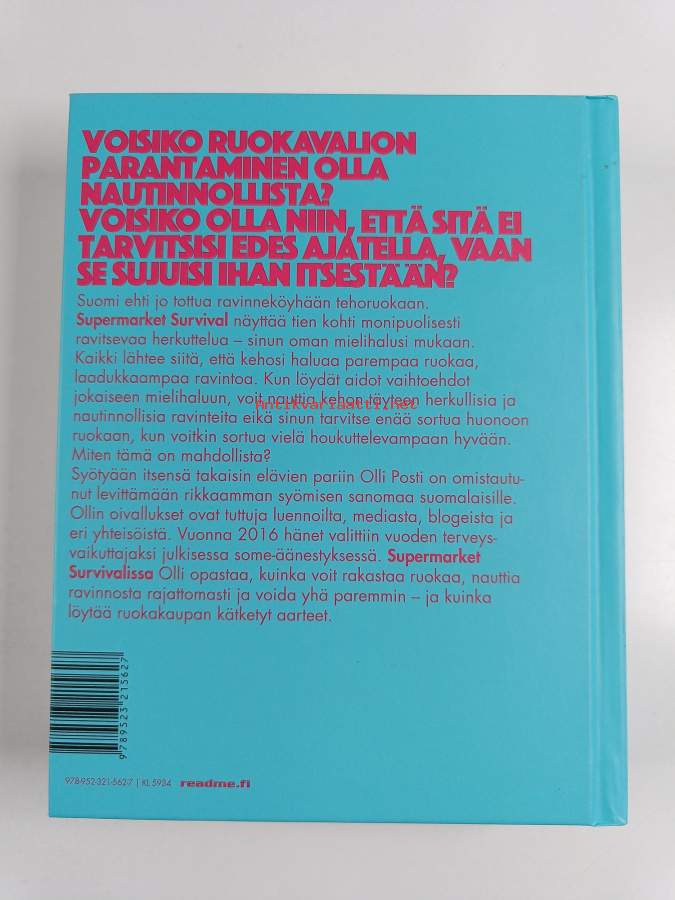 VOISIKO RUOKAVALION
PARANTAMINEN OLLA
NAUTINNOLLISTA?
VOISIKO OLLA NIIN, ETTÄ SITÄ EI
TARVITSISI EDES AJATELLA, VAAN
SE SUJUISI IHAN ITSESTÄÄN?
Suomi ehti jo tottua ravinneköyhään tehoruokaan.
Supermarket Survival näyttää tien kohti monipuolisesti
ravitsevaa herkuttelua – sinun oman mielihalusi mukaan.
Kaikki lähtee siitä, että kehosi haluaa parempaa ruokaa,
laadukkaampaa ravintoa. Kun löydät aidot vaihtoehdot
jokaiseen mielihaluun, voit nauttia kehon täyteen herkullisia ja
Antikvariaatti.net
nautinnollisia ravinteita eikä sinun tarvitse enää sortua huonoon
ruokaan, kun voitkin sortua vielä houkuttelevampaan hyvään.
Miten tämä on mahdollista?
Syötyään itsensä takaisin elävien pariin Olli Posti on omistautu-
nut levittämään rikkaamman syömisen sanomaa suomalaisille.
Ollin oivallukset ovat tuttuja luennoilta, mediasta, blogeista ja
eri yhteisöistä. Vuonna 2016 hänet valittiin vuoden terveys-
vaikuttajaksi julkisessa some-äänestyksessä. Supermarket
Survivalissa Olli opastaa, kuinka voit rakastaa ruokaa, nauttia
ravinnosta rajattomasti ja voida yhä paremmin – ja kuinka
löytää ruokakaupan kätketyt aarteet.
9 789523 215627
978-952-321-562-7 | KL 59.34 readme.fi